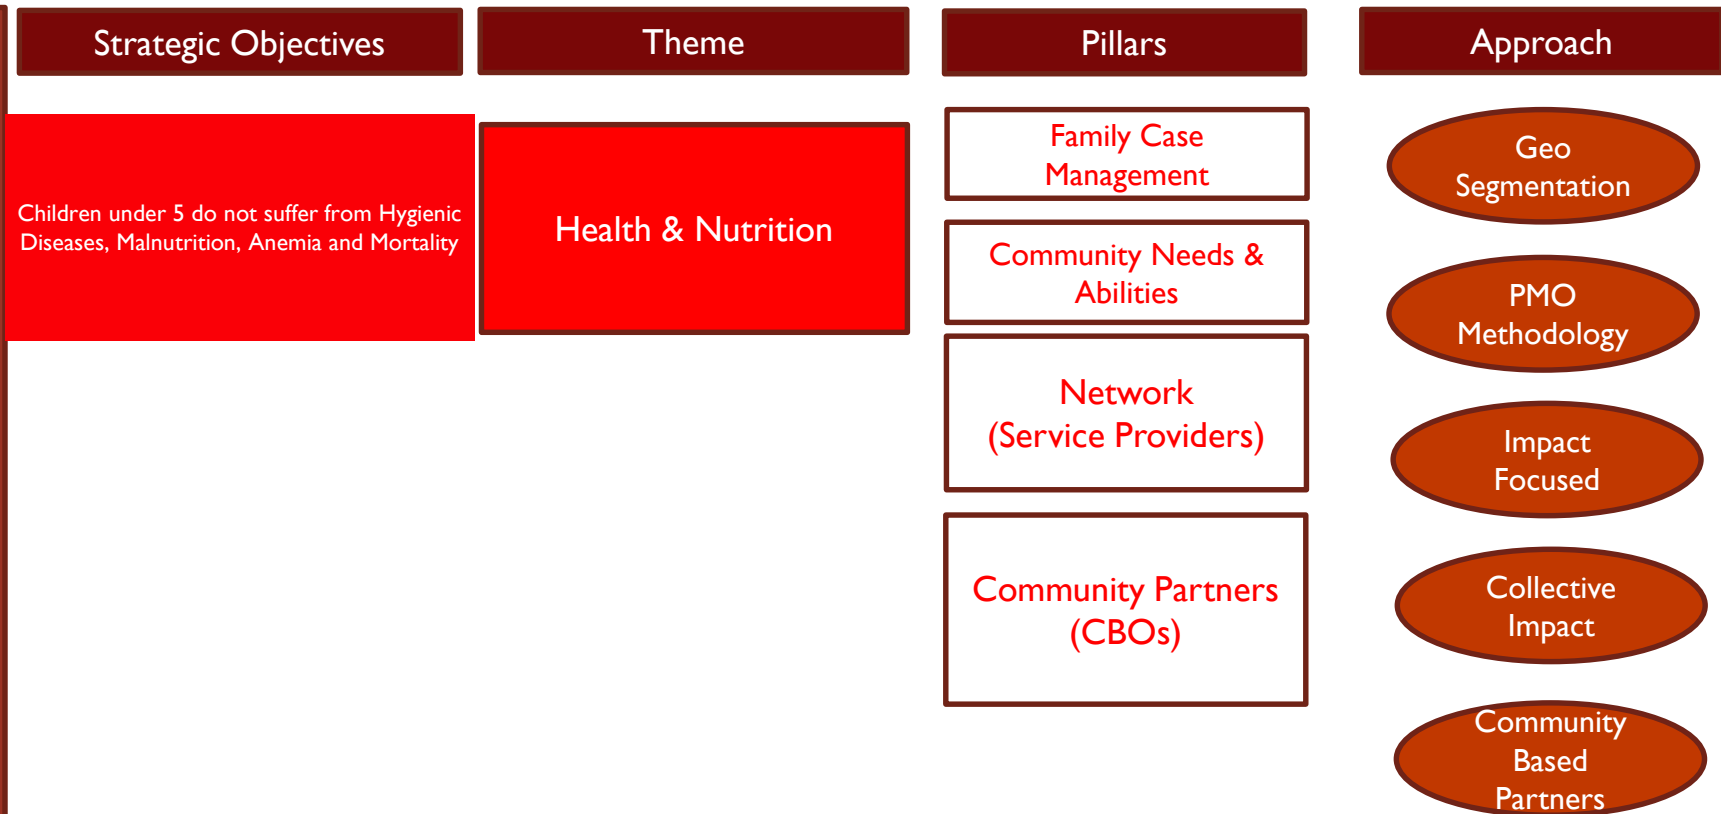 Strategic Objectives
Theme
Pillars
Approach
Children under 5 do not suffer from Hygienic
Diseases, Malnutrition, Anemia and Mortality
Health & Nutrition
Family Case
Management
Community Needs &
Abilities
Network
(Service Providers)
Community Partners
(CBOs)
Geo
Segmentation
PMO
Methodology
Impact
Focused
Collective
Impact
Community
Based
Partners